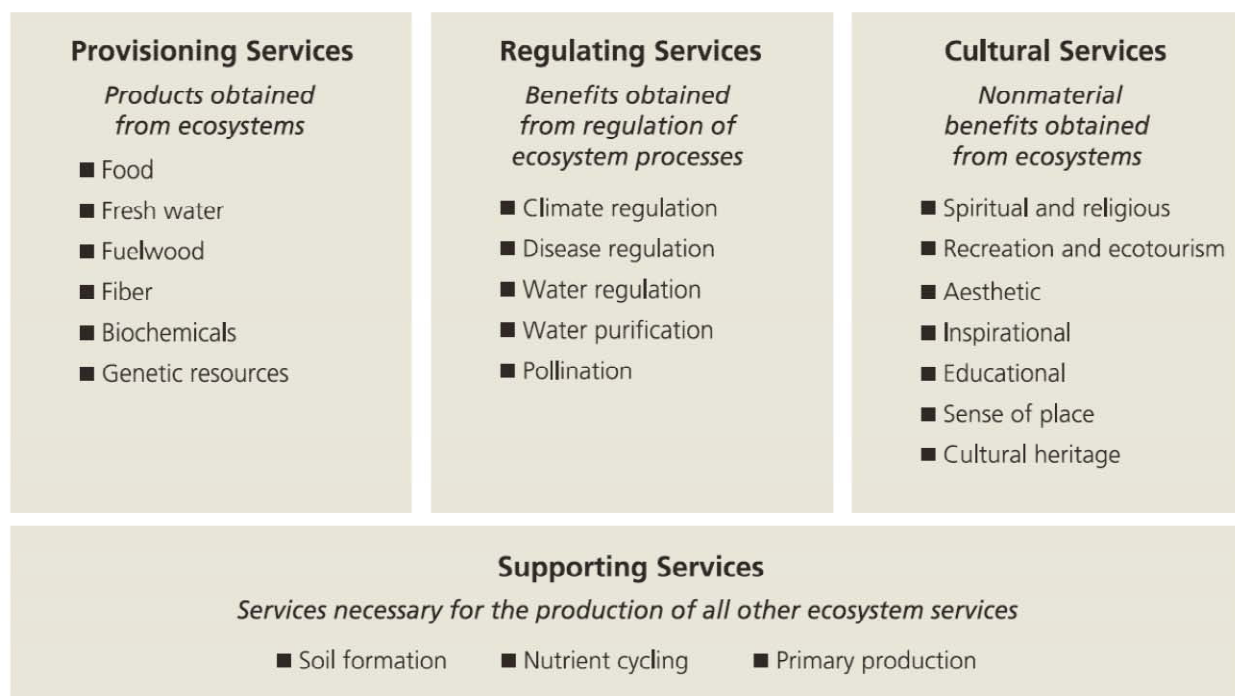 Provisioning Services
Products obtained
from ecosystems
■ Food
■ Fresh water
■ Fuelwood
■ Fiber
■ Biochemicals
■ Genetic resources
Regulating Services
Benefits obtained
from regulation of
ecosystem processes
■ Climate regulation
■ Disease regulation
■ Water regulation
■ Water purification
■ Pollination
Cultural Services
Nonmaterial
benefits obtained
from ecosystems
■ Spiritual and religious
■ Recreation and ecotourism
■ Aesthetic
■ Inspirational
■ Educational
■ Sense of place
■ Cultural heritage
Supporting Services
Services necessary for the production of all other ecosystem services
■ Soil formation ■ Nutrient cycling ■ Primary production